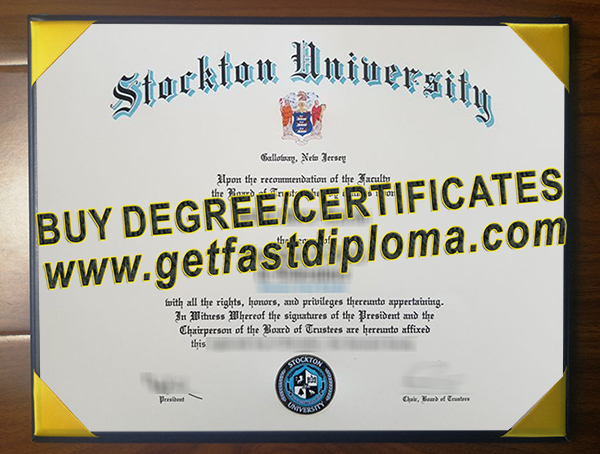 Stockton University
Galloway, New Jersey
Upon the recommendation of the Faculty
the Board of
BUY DEGREE/CERTIFICATES
www.getfastdiploma.com
with all the rights, honors, and privileges thereunto appertaining.
In Witness Whereof the signatures of the President and the
Chairperson of the Board of Trustees are hereunto affixed
this
STOCKTON
UNIVERSITY
President
Chair, Board of Trustees